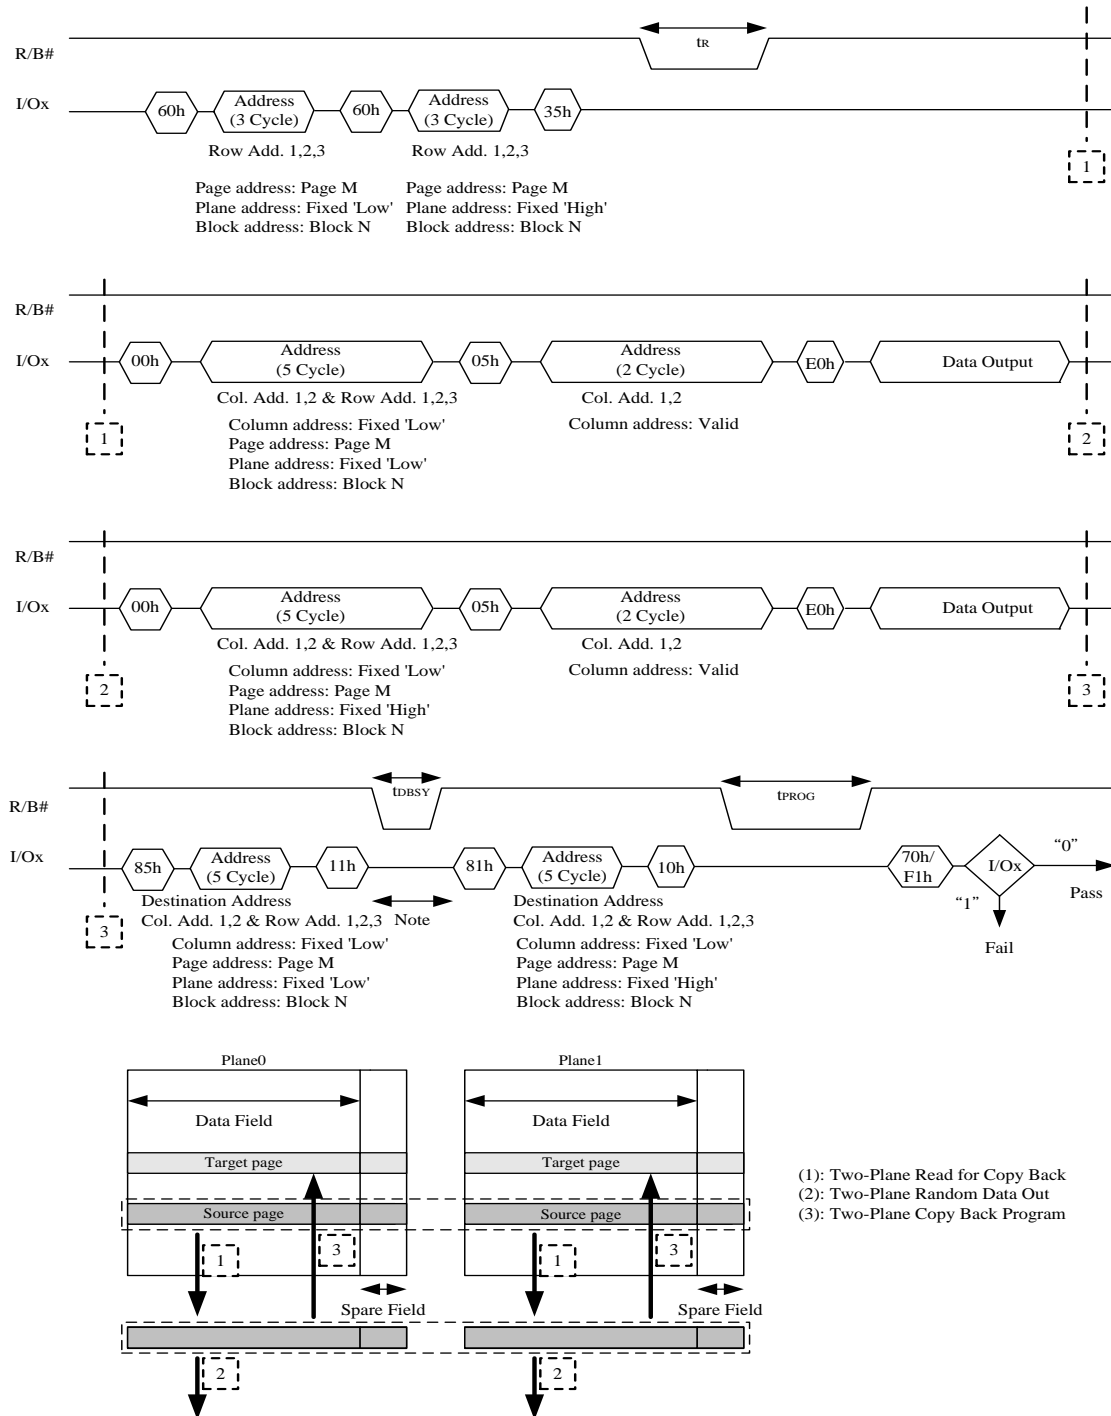 tR
R/B#
I/Ox
60h
Address
(3 Cycle)
60h
Address
(3 Cycle)
35h
Row Add. 1,2,3
Row Add. 1,2,3
Page address: Page M
Plane address: Fixed 'Low'
Block address: Block N
Page address: Page M
Plane address: Fixed 'High'
Block address: Block N
1
R/B#
I/Ox
00h
Address
(5 Cycle)
05h
Address
(2 Cycle)
E0h
Data Output
Col. Add. 1,2 & Row Add. 1,2,3
Col. Add. 1,2
Column address: Fixed 'Low'
Page address: Page M
Plane address: Fixed 'Low'
Block address: Block N
Column address: Valid
1
2
R/B#
I/Ox
00h
Address
(5 Cycle)
05h
Address
(2 Cycle)
E0h
Data Output
Col. Add. 1,2 & Row Add. 1,2,3
Col. Add. 1,2
Column address: Fixed 'Low'
Page address: Page M
Plane address: Fixed 'High'
Block address: Block N
Column address: Valid
2
3
R/B#
tDBSY
tPROG
I/Ox
85h
Address
(5 Cycle)
11h
81h
Address
(5 Cycle)
10h
70h/
F1h
I/Ox
"0"
Pass
"1"
Fail
Destination Address
Col. Add. 1,2 & Row Add. 1,2,3
Column address: Fixed 'Low'
Page address: Page M
Plane address: Fixed 'Low'
Block address: Block N
Note
Destination Address
Col. Add. 1,2 & Row Add. 1,2,3
Column address: Fixed 'Low'
Page address: Page M
Plane address: Fixed 'High'
Block address: Block N
3
Plane0
Plane1
Data Field
Data Field
Target page
Target page
Source page
Source page
1
3
1
3
Spare Field
Spare Field
2
2
(1): Two-Plane Read for Copy Back
(2): Two-Plane Random Data Out
(3): Two-Plane Copy Back Program